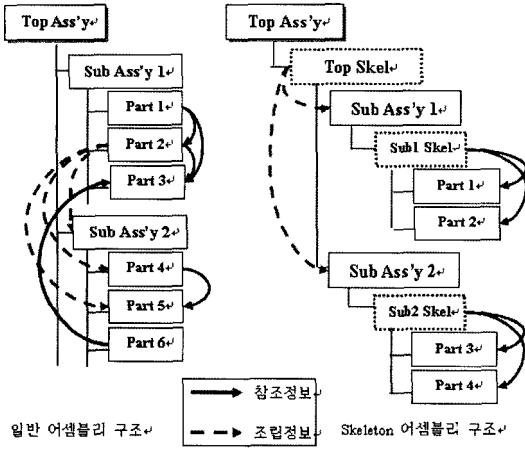 Top Ass'y
Sub Ass'y 1
Part 1
Part 2
Part 3
Sub Ass'y 2
Part 4
Part 5
Part 6
일반 어셈블리 구조
Top Ass'y
Top Skel
Sub Ass'y 1
Sub1 Skel
Part 1
Part 2
Sub Ass'y 2
Sub2 Skel
Part 3
Part 4
참조정보
조립정보
Skeleton 어셈블리 구조